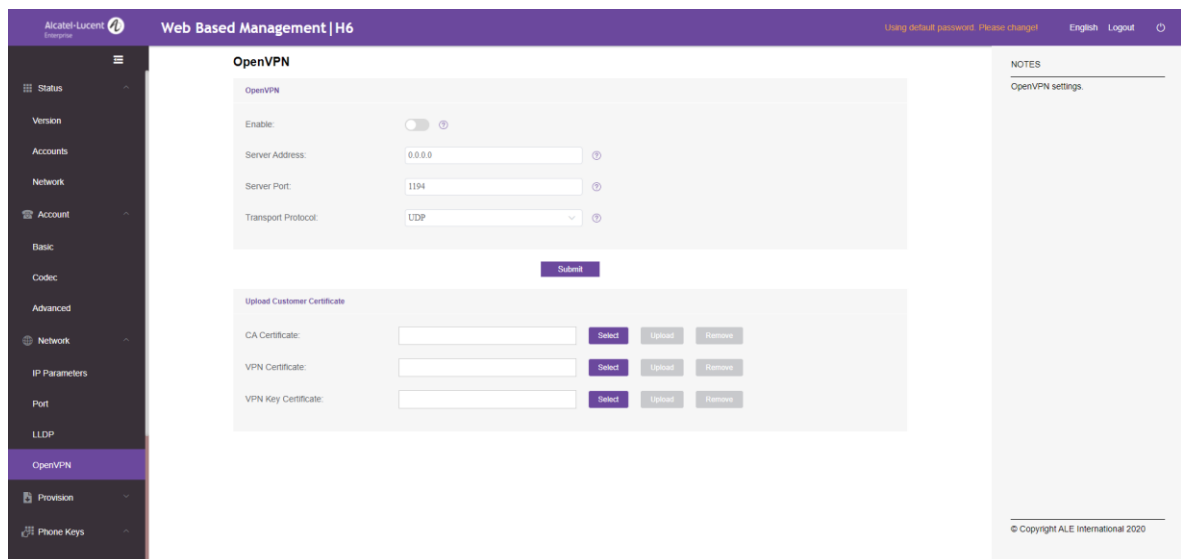 Alcatel-Lucent
Enterprise
Web Based Management|H6
Using default password. Please change!
English
Logout
Status
Version
Accounts
Network
Account
Basic
Codec
Advanced
Network
IP Parameters
Port
LLDP
OpenVPN
Provision
Phone Keys
OpenVPN
OpenVPN
Enable:
Server Address: 0.0.0.0
Server Port: 1194
Transport Protocol: UDP
Submit
Upload Customer Certificate
CA Certificate: Select Upload Remove
VPN Certificate: Select Upload Remove
VPN Key Certificate: Select Upload Remove
NOTES
OpenVPN settings.
© Copyright ALE International 2020